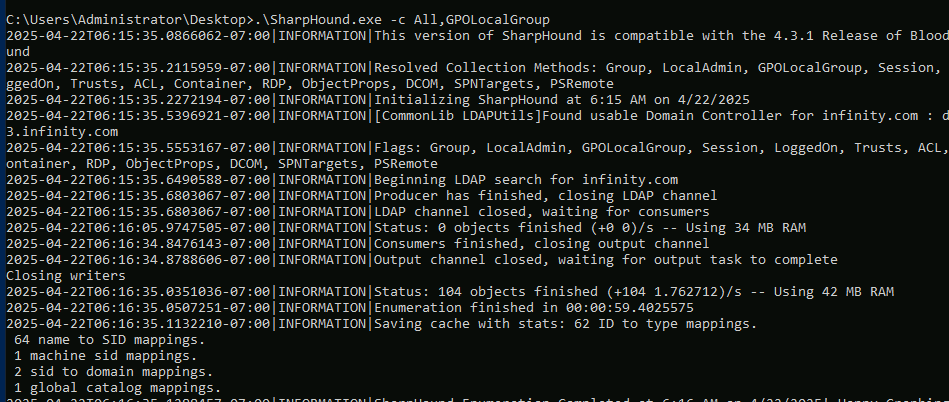 C:\Users\Administrator\Desktop>.\SharpHound.exe -c All,GPOLocalGroup
2025-04-22T06:15:35.0866062-07:00|INFORMATION|This version of SharpHound is compatible with the 4.3.1 Release of Blood
und
2025-04-22T06:15:35.2115959-07:00|INFORMATION|Resolved Collection Methods: Group, LocalAdmin, GPOLocalGroup, Session,
ggedOn, Trusts, ACL, Container, RDP, ObjectProps, DCOM, SPNTargets, PSRemote
2025-04-22T06:15:35.2272194-07:00|INFORMATION|Initializing SharpHound at 6:15 AM on 4/22/2025
2025-04-22T06:15:35.5396921-07:00|INFORMATION|[CommonLib LDAPUtils]Found usable Domain Controller for infinity.com : d
3.infinity.com
2025-04-22T06:15:35.5553167-07:00|INFORMATION|Flags: Group, LocalAdmin, GPOLocalGroup, Session, LoggedOn, Trusts, ACL,
ontainer, RDP, ObjectProps, DCOM, SPNTargets, PSRemote
2025-04-22T06:15:35.6490588-07:00|INFORMATION|Beginning LDAP search for infinity.com
2025-04-22T06:15:35.6803067-07:00|INFORMATION|Producer has finished, closing LDAP channel
2025-04-22T06:15:35.6803067-07:00|INFORMATION|LDAP channel closed, waiting for consumers
2025-04-22T06:16:05.9747505-07:00|INFORMATION|Status: 0 objects finished (+0 0)/s -- Using 34 MB RAM
2025-04-22T06:16:34.8476143-07:00|INFORMATION|Consumers finished, closing output channel
2025-04-22T06:16:34.8788606-07:00|INFORMATION|Output channel closed, waiting for output task to complete
Closing writers
2025-04-22T06:16:35.0351036-07:00|INFORMATION|Status: 104 objects finished (+104 1.762712)/s -- Using 42 MB RAM
2025-04-22T06:16:35.0507251-07:00|INFORMATION|Enumeration finished in 00:00:59.4025575
2025-04-22T06:16:35.1132210-07:00|INFORMATION|Saving cache with stats: 62 ID to type mappings.
64 name to SID mappings.
1 machine sid mappings.
2 sid to domain mappings.
1 global catalog mappings.